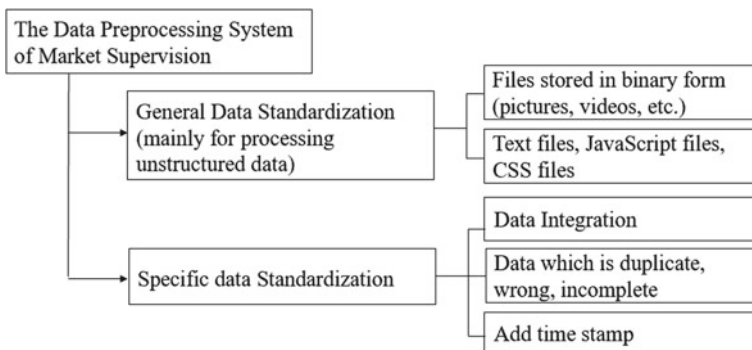 The Data Preprocessing System
of Market Supervision
General Data Standardization
(mainly for processing
unstructured data)
Files stored in binary form
(pictures, videos, etc.)
Text files, JavaScript files,
CSS files
Specific data Standardization
Data Integration
Data which is duplicate,
wrong, incomplete
Add time stamp